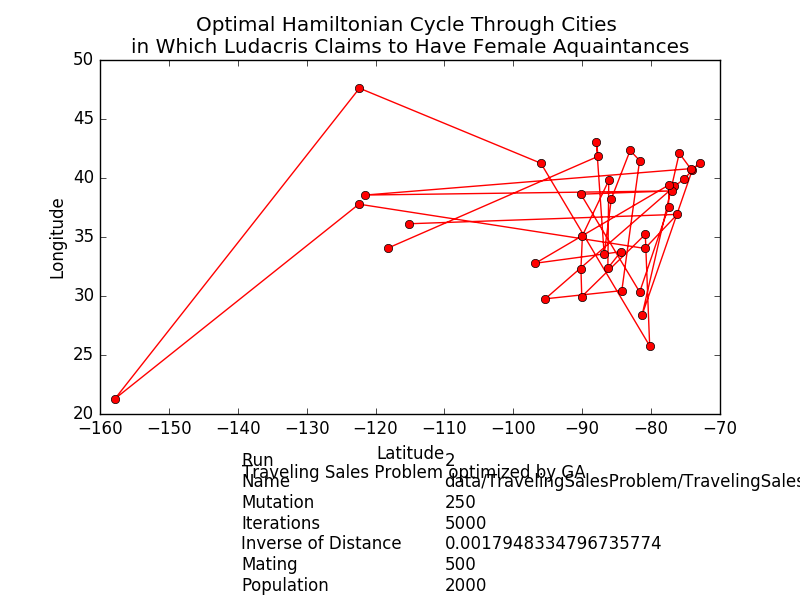 Optimal Hamiltonian Cycle Through Cities
in Which Ludacris Claims to Have Female Aquaintances
50
45
40
35
30
25
20
Longitude
−160 −150 −140 −130 −120 −110 −100 −90 −80 −70
Latitude
Run 2
Traveling Sales Problem optimized by GA
Name data/TravelingSalesProblem/TravelingSales
Mutation 250
Iterations 5000
Inverse of Distance 0.0017948334796735774
Mating 500
Population 2000